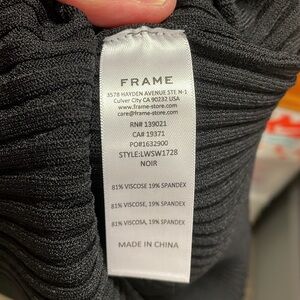 FRAME
3578 HAYDEN AVENUE STE N-1
Culver City CA 90232 USA
www.frame-store.com
care@frame-store.com
RN# 139021
CA# 19371
PO#1632900
STYLE:LWSW1728
NOIR
81% VISCOSE, 19% SPANDEX
81% VISCOSE, 19% SPANDEX
81% VISCOSA, 19% SPANDEX
MADE IN CHINA